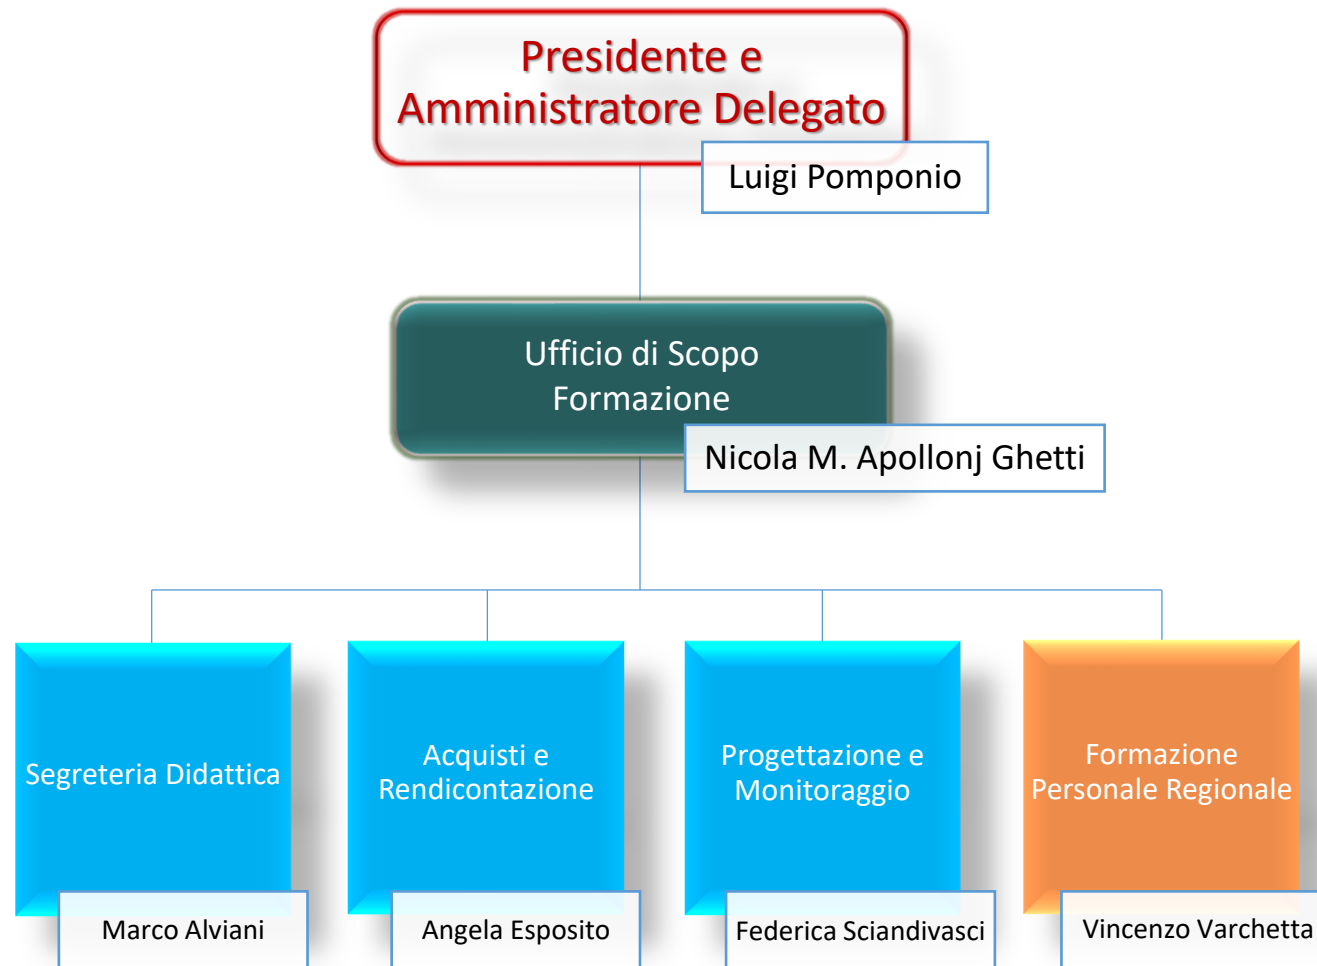 Presidente e
Amministratore Delegato
Luigi Pomponio
Ufficio di Scopo
Formazione
Nicola M. Apollonj Ghetti
Segreteria Didattica
Marco Alviani
Acquisti e
Rendicontazione
Angela Esposito
Progettazione e
Monitoraggio
Federica Sciandivasci
Formazione
Personale Regionale
Vincenzo Varchetta